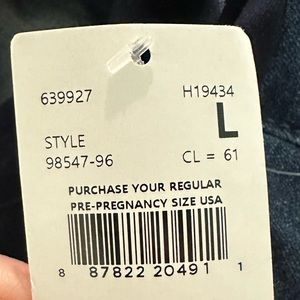 639927 H19434
L
STYLE
98547-96 CL = 61
PURCHASE YOUR REGULAR
PRE-PREGNANCY SIZE USA
8 87822 20491 1